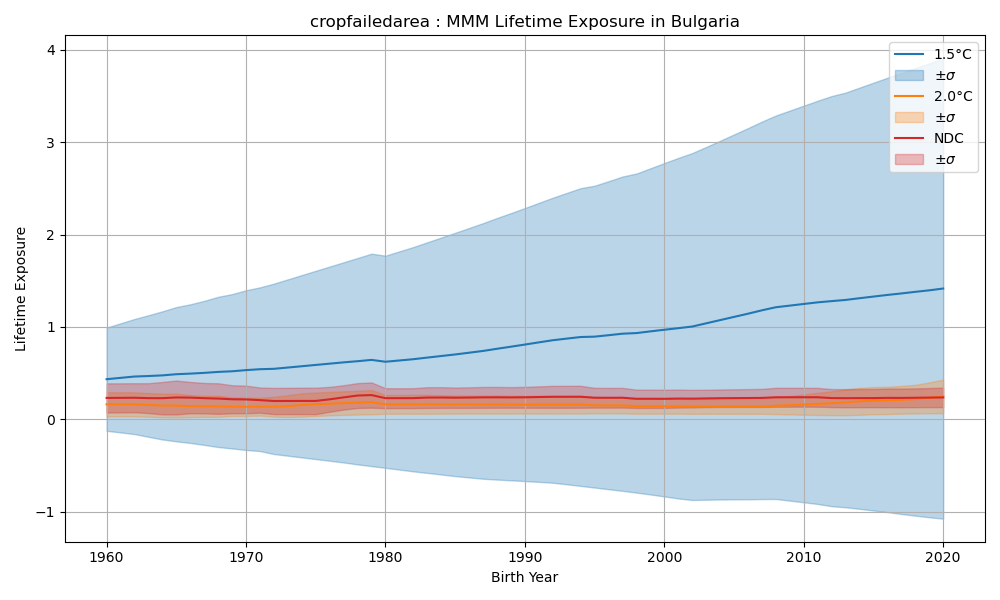 cropfailedarea : MMM Lifetime Exposure in Bulgaria
1.5°C
±σ
2.0°C
±σ
NDC
±σ
Lifetime Exposure
4
3
2
1
0
−1
1960 1970 1980 1990 2000 2010 2020
Birth Year